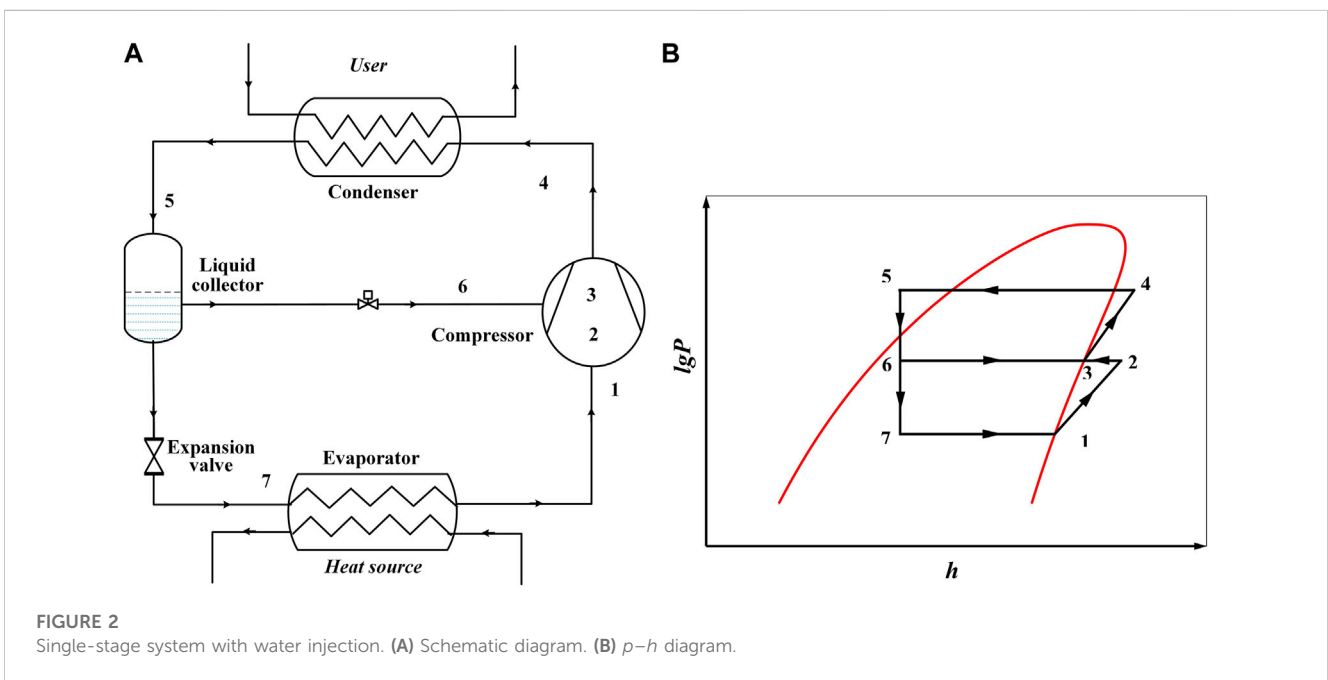 A
User
Condenser
4
5
Liquid
collector
6
3
Compressor
2
1
Expansion
valve
Evaporator
7
Heat source
B
lgP
5
4
6
3
2
7
1
h
FIGURE 2
Single-stage system with water injection. (A) Schematic diagram. (B) p–h diagram.